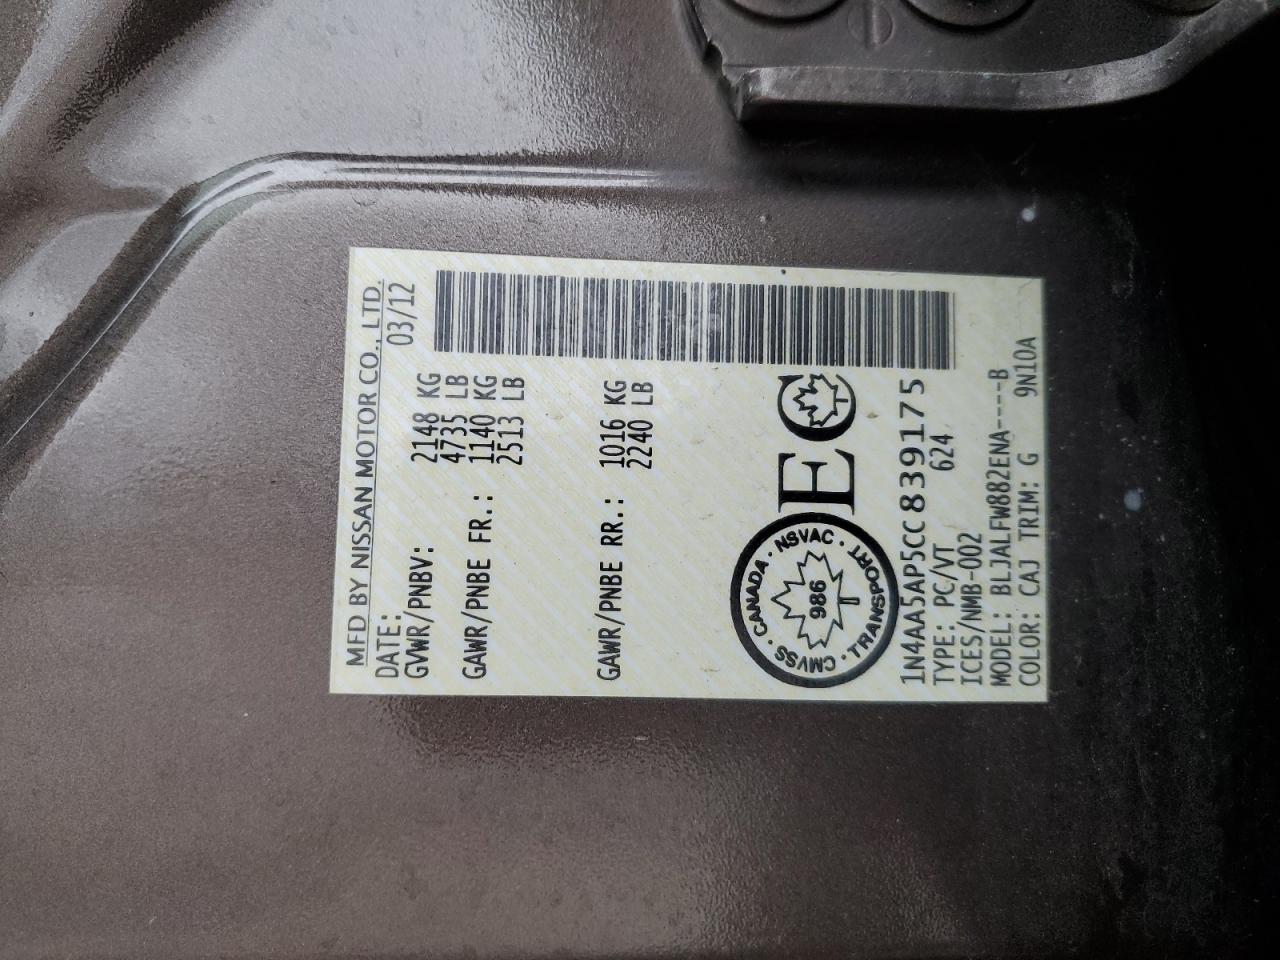 MFD BY NISSAN MOTOR CO., LTD.
DATE: 03/12
GVWR/PNBV: 2148 KG
4735 LB
GAWR/PNBE FR.: 1140 KG
2513 LB
GAWR/PNBE RR.: 1016 KG
2240 LB
CANADA · NSVAC · TRANSPORT · CMVSS ·
986
EC
1N4AA5AP5CC839175
TYPE: PC/VT 624
ICES/NMB-002
MODEL: BLJALFW882ENA----B
COLOR: CAJ TRIM: G 9N10A